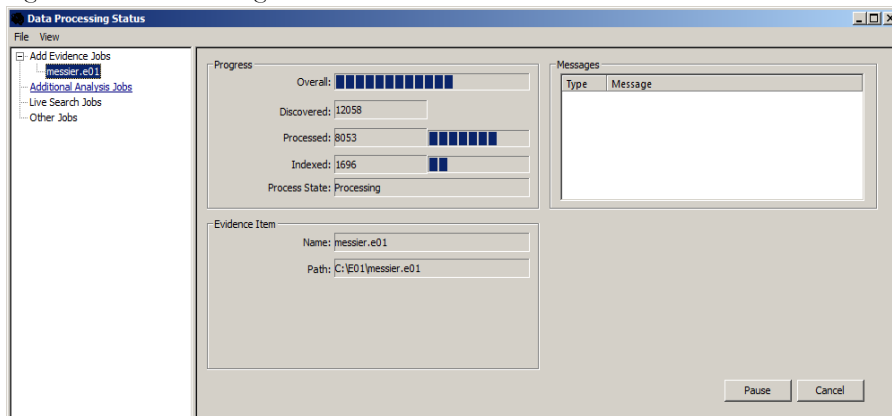 Data Processing Status
File View
Add Evidence Jobs
messier.e01
Additional Analysis Jobs
Live Search Jobs
Other Jobs
Progress
Overall:
Discovered: 12058
Processed: 8053
Indexed: 1696
Process State: Processing
Messages
Type Message
Evidence Item
Name: messier.e01
Path: C:\E01\messier.e01
Pause Cancel